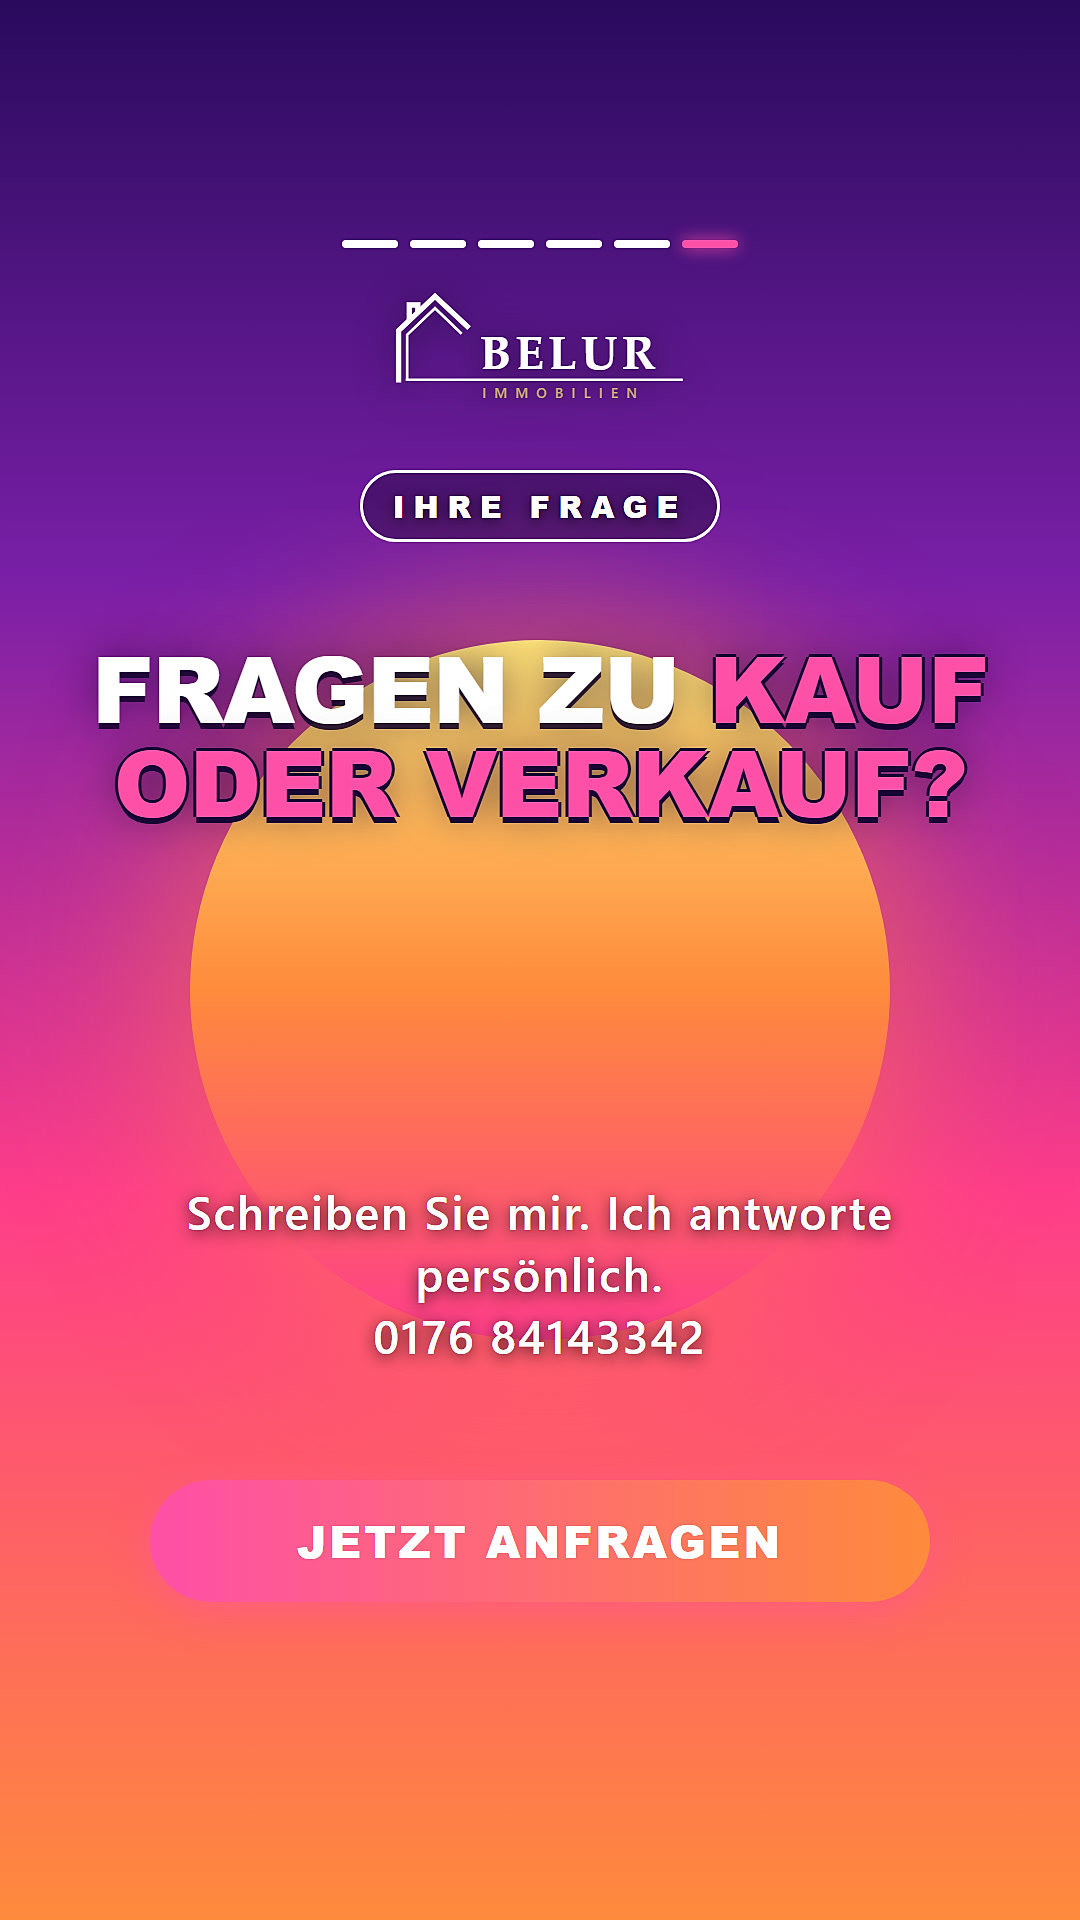 BELUR
IMMOBILIEN
IHRE FRAGE
FRAGEN ZU KAUF
ODER VERKAUF?
Schreiben Sie mir. Ich antworte
persönlich.
0176 84143342
JETZT ANFRAGEN